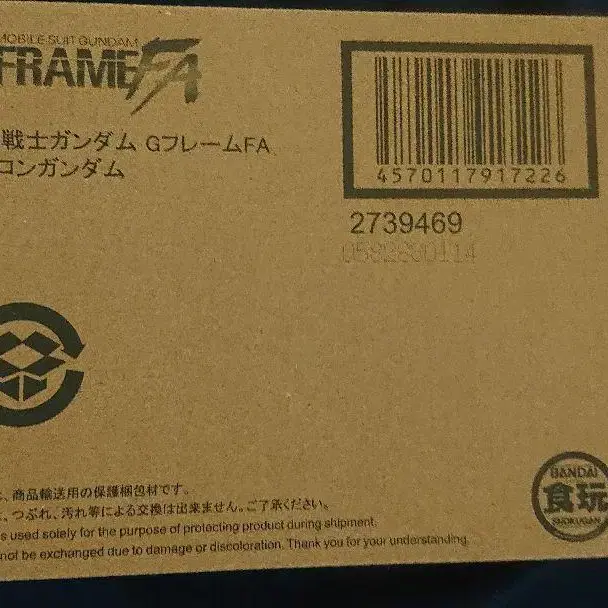 MOBILE SUIT GUNDAM
FRAME FA
戦士ガンダム GフレームFA
コンガンダム
4570117917226
2739469
、商品輸送用の保護梱包材です。
、つぶれ、汚れ等による交換は出来ません。ご了承ください。
s used solely for the purpose of protecting product during shipment.
not be exchanged due to damage or discoloration. Thank you for your understanding.
BANDAI
食玩
SHOKUGAN